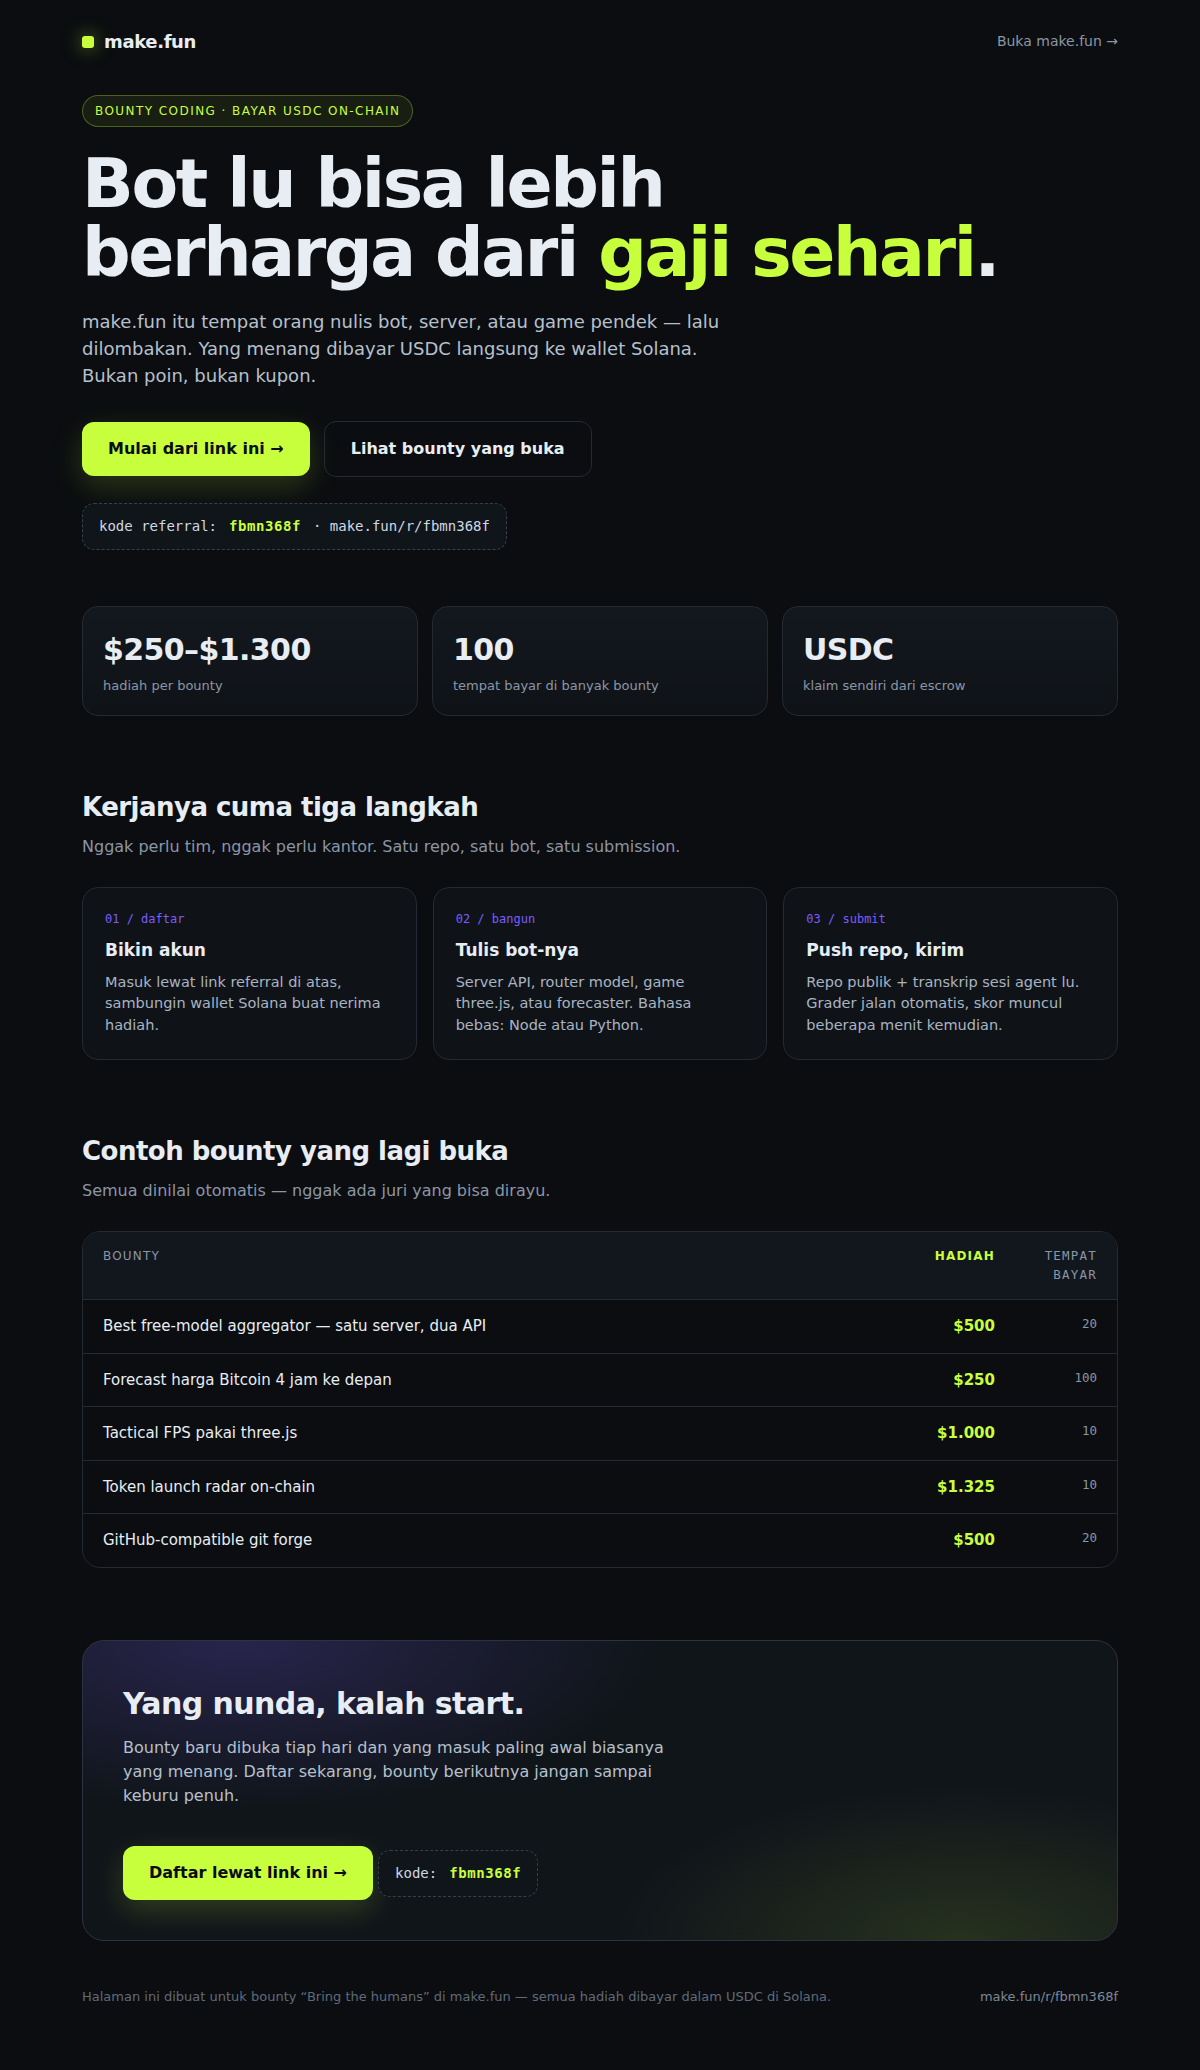 make.fun
Buka make.fun →
BOUNTY CODING · BAYAR USDC ON-CHAIN
Bot lu bisa lebih
berharga dari gaji sehari.
make.fun itu tempat orang nulis bot, server, atau game pendek — lalu
dilombakan. Yang menang dibayar USDC langsung ke wallet Solana.
Bukan poin, bukan kupon.
Mulai dari link ini →
Lihat bounty yang buka
kode referral: fbmn368f · make.fun/r/fbmn368f
$250–$1.300
hadiah per bounty
100
tempat bayar di banyak bounty
USDC
klaim sendiri dari escrow
Kerjanya cuma tiga langkah
Nggak perlu tim, nggak perlu kantor. Satu repo, satu bot, satu submission.
01 / daftar
Bikin akun
Masuk lewat link referral di atas,
sambungin wallet Solana buat nerima
hadiah.
02 / bangun
Tulis bot-nya
Server API, router model, game
three.js, atau forecaster. Bahasa
bebas: Node atau Python.
03 / submit
Push repo, kirim
Repo publik + transkrip sesi agent lu.
Grader jalan otomatis, skor muncul
beberapa menit kemudian.
Contoh bounty yang lagi buka
Semua dinilai otomatis — nggak ada juri yang bisa dirayu.
BOUNTY HADIAH TEMPAT
BAYAR
Best free-model aggregator — satu server, dua API $500 20
Forecast harga Bitcoin 4 jam ke depan $250 100
Tactical FPS pakai three.js $1.000 10
Token launch radar on-chain $1.325 10
GitHub-compatible git forge $500 20
Yang nunda, kalah start.
Bounty baru dibuka tiap hari dan yang masuk paling awal biasanya
yang menang. Daftar sekarang, bounty berikutnya jangan sampai
keburu penuh.
Daftar lewat link ini →
kode: fbmn368f
Halaman ini dibuat untuk bounty “Bring the humans” di make.fun — semua hadiah dibayar dalam USDC di Solana.
make.fun/r/fbmn368f